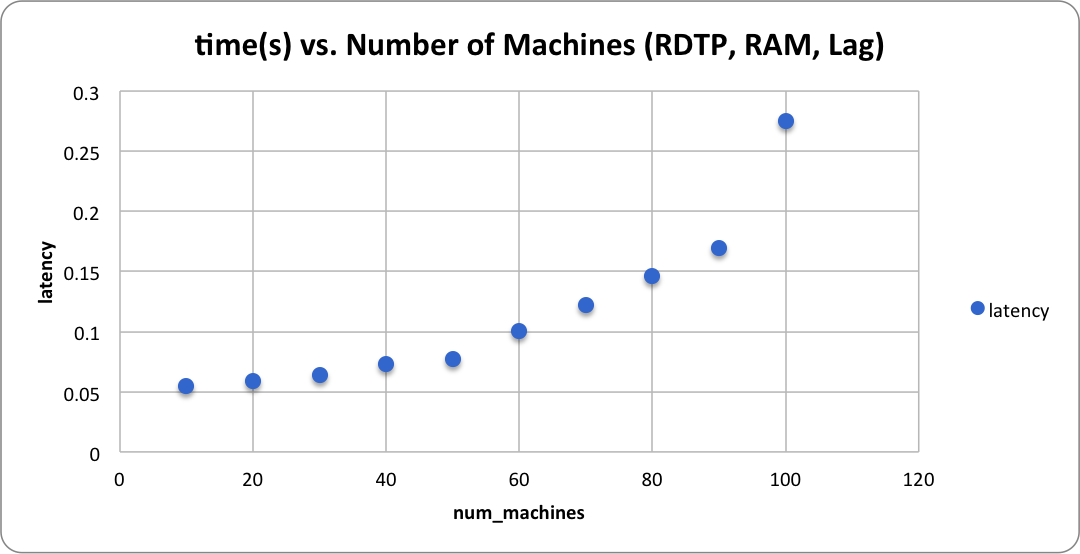 time(s) vs. Number of Machines (RDTP, RAM, Lag)
0.3
0.25
0.2
0.15
0.1
0.05
0
latency
0 20 40 60 80 100 120
num_machines
latency